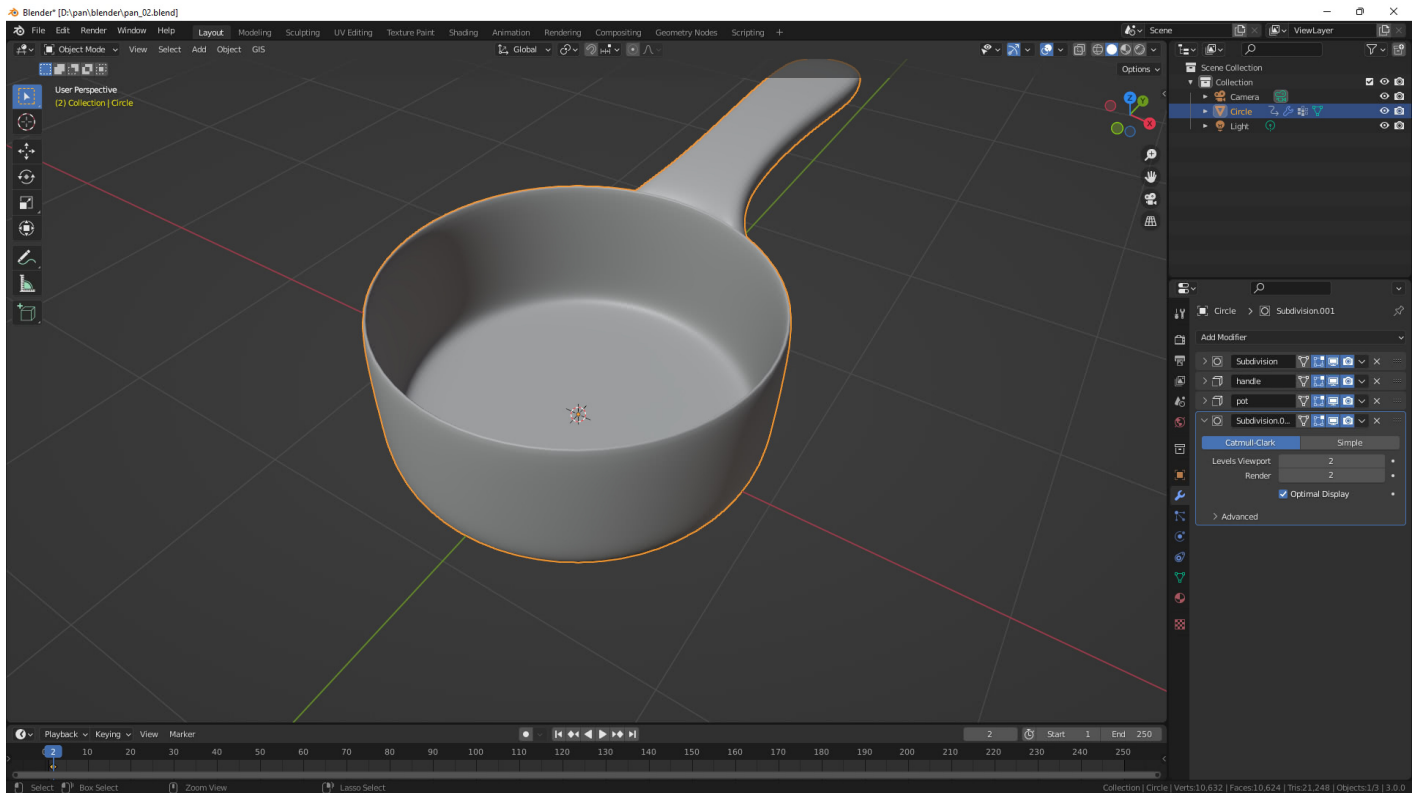 Blender* [D:\pan\blender\pan_02.blend]
File Edit Render Window Help Layout Modeling Sculpting UV Editing Texture Paint Shading Animation Rendering Compositing Geometry Nodes Scripting + Scene ViewLayer
Object Mode View Select Add Object GIS Global
Options
User Perspective
(2) Collection | Circle
Z
Y
X
Scene Collection
Collection
Camera
Circle
Light
Circle > Subdivision.001
Add Modifier
Subdivision
handle
pot
Subdivision.0...
Catmull-Clark Simple
Levels Viewport 2
Render 2
Optimal Display
Advanced
Playback Keying View Marker 2 Start 1 End 250
2 10 20 30 40 50 60 70 80 90 100 110 120 130 140 150 160 170 180 190 200 210 220 230 240 250
Select Box Select Zoom View Lasso Select Collection | Circle | Verts:10,632 | Faces:10,624 | Tris:21,248 | Objects:1/3 | 3.0.0